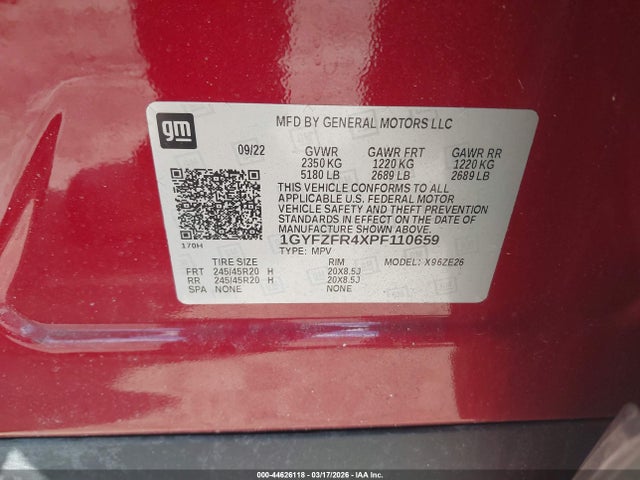 gm
MFD BY GENERAL MOTORS LLC
09/22 GVWR GAWR FRT GAWR RR
2350 KG 1220 KG 1220 KG
5180 LB 2689 LB 2689 LB
THIS VEHICLE CONFORMS TO ALL
APPLICABLE U.S. FEDERAL MOTOR
VEHICLE SAFETY AND THEFT PREVENTION
STANDARDS IN EFFECT ON THE DATE OF
MANUFACTURE SHOWN ABOVE.
1GYFZFR4XPF110659
170H
TYPE: MPV
TIRE SIZE RIM MODEL: X96ZE26
FRT 245/45R20 H 20X8.5J
RR 245/45R20 H 20X8.5J
SPA NONE NONE
000-44626118 - 03/17/2026 - IAA Inc.